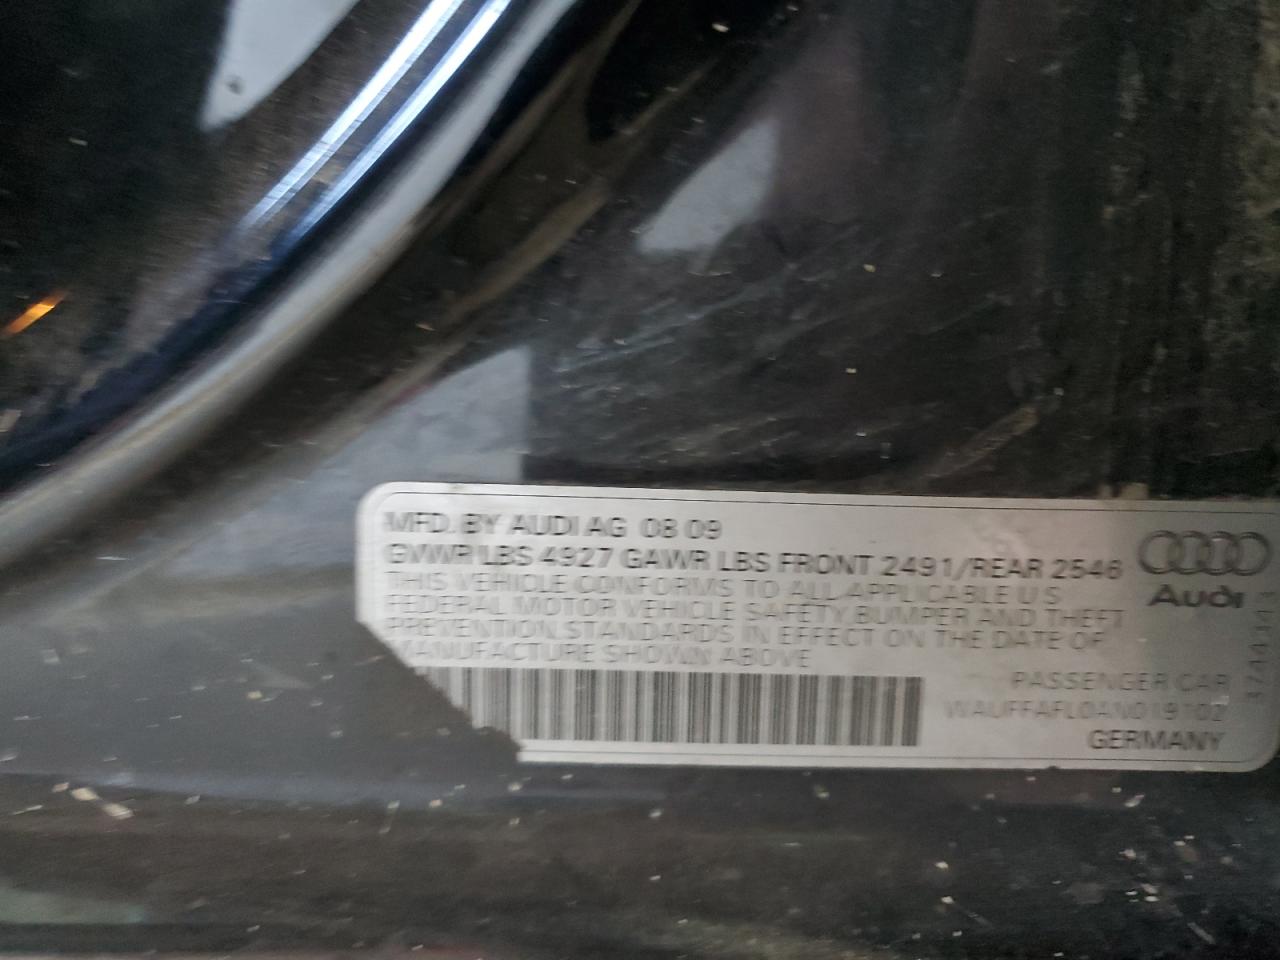 MFD. BY AUDI AG 08 09
GVWR LBS 4927 GAWR LBS FRONT 2491/REAR 2546
THIS VEHICLE CONFORMS TO ALL APPLICABLE U S
FEDERAL MOTOR VEHICLE SAFETY, BUMPER AND THEFT
PREVENTION STANDARDS IN EFFECT ON THE DATE OF
MANUFACTURE SHOWN ABOVE
Audi
PASSENGER CAR
WAUFFAFL0AN019102
GERMANY